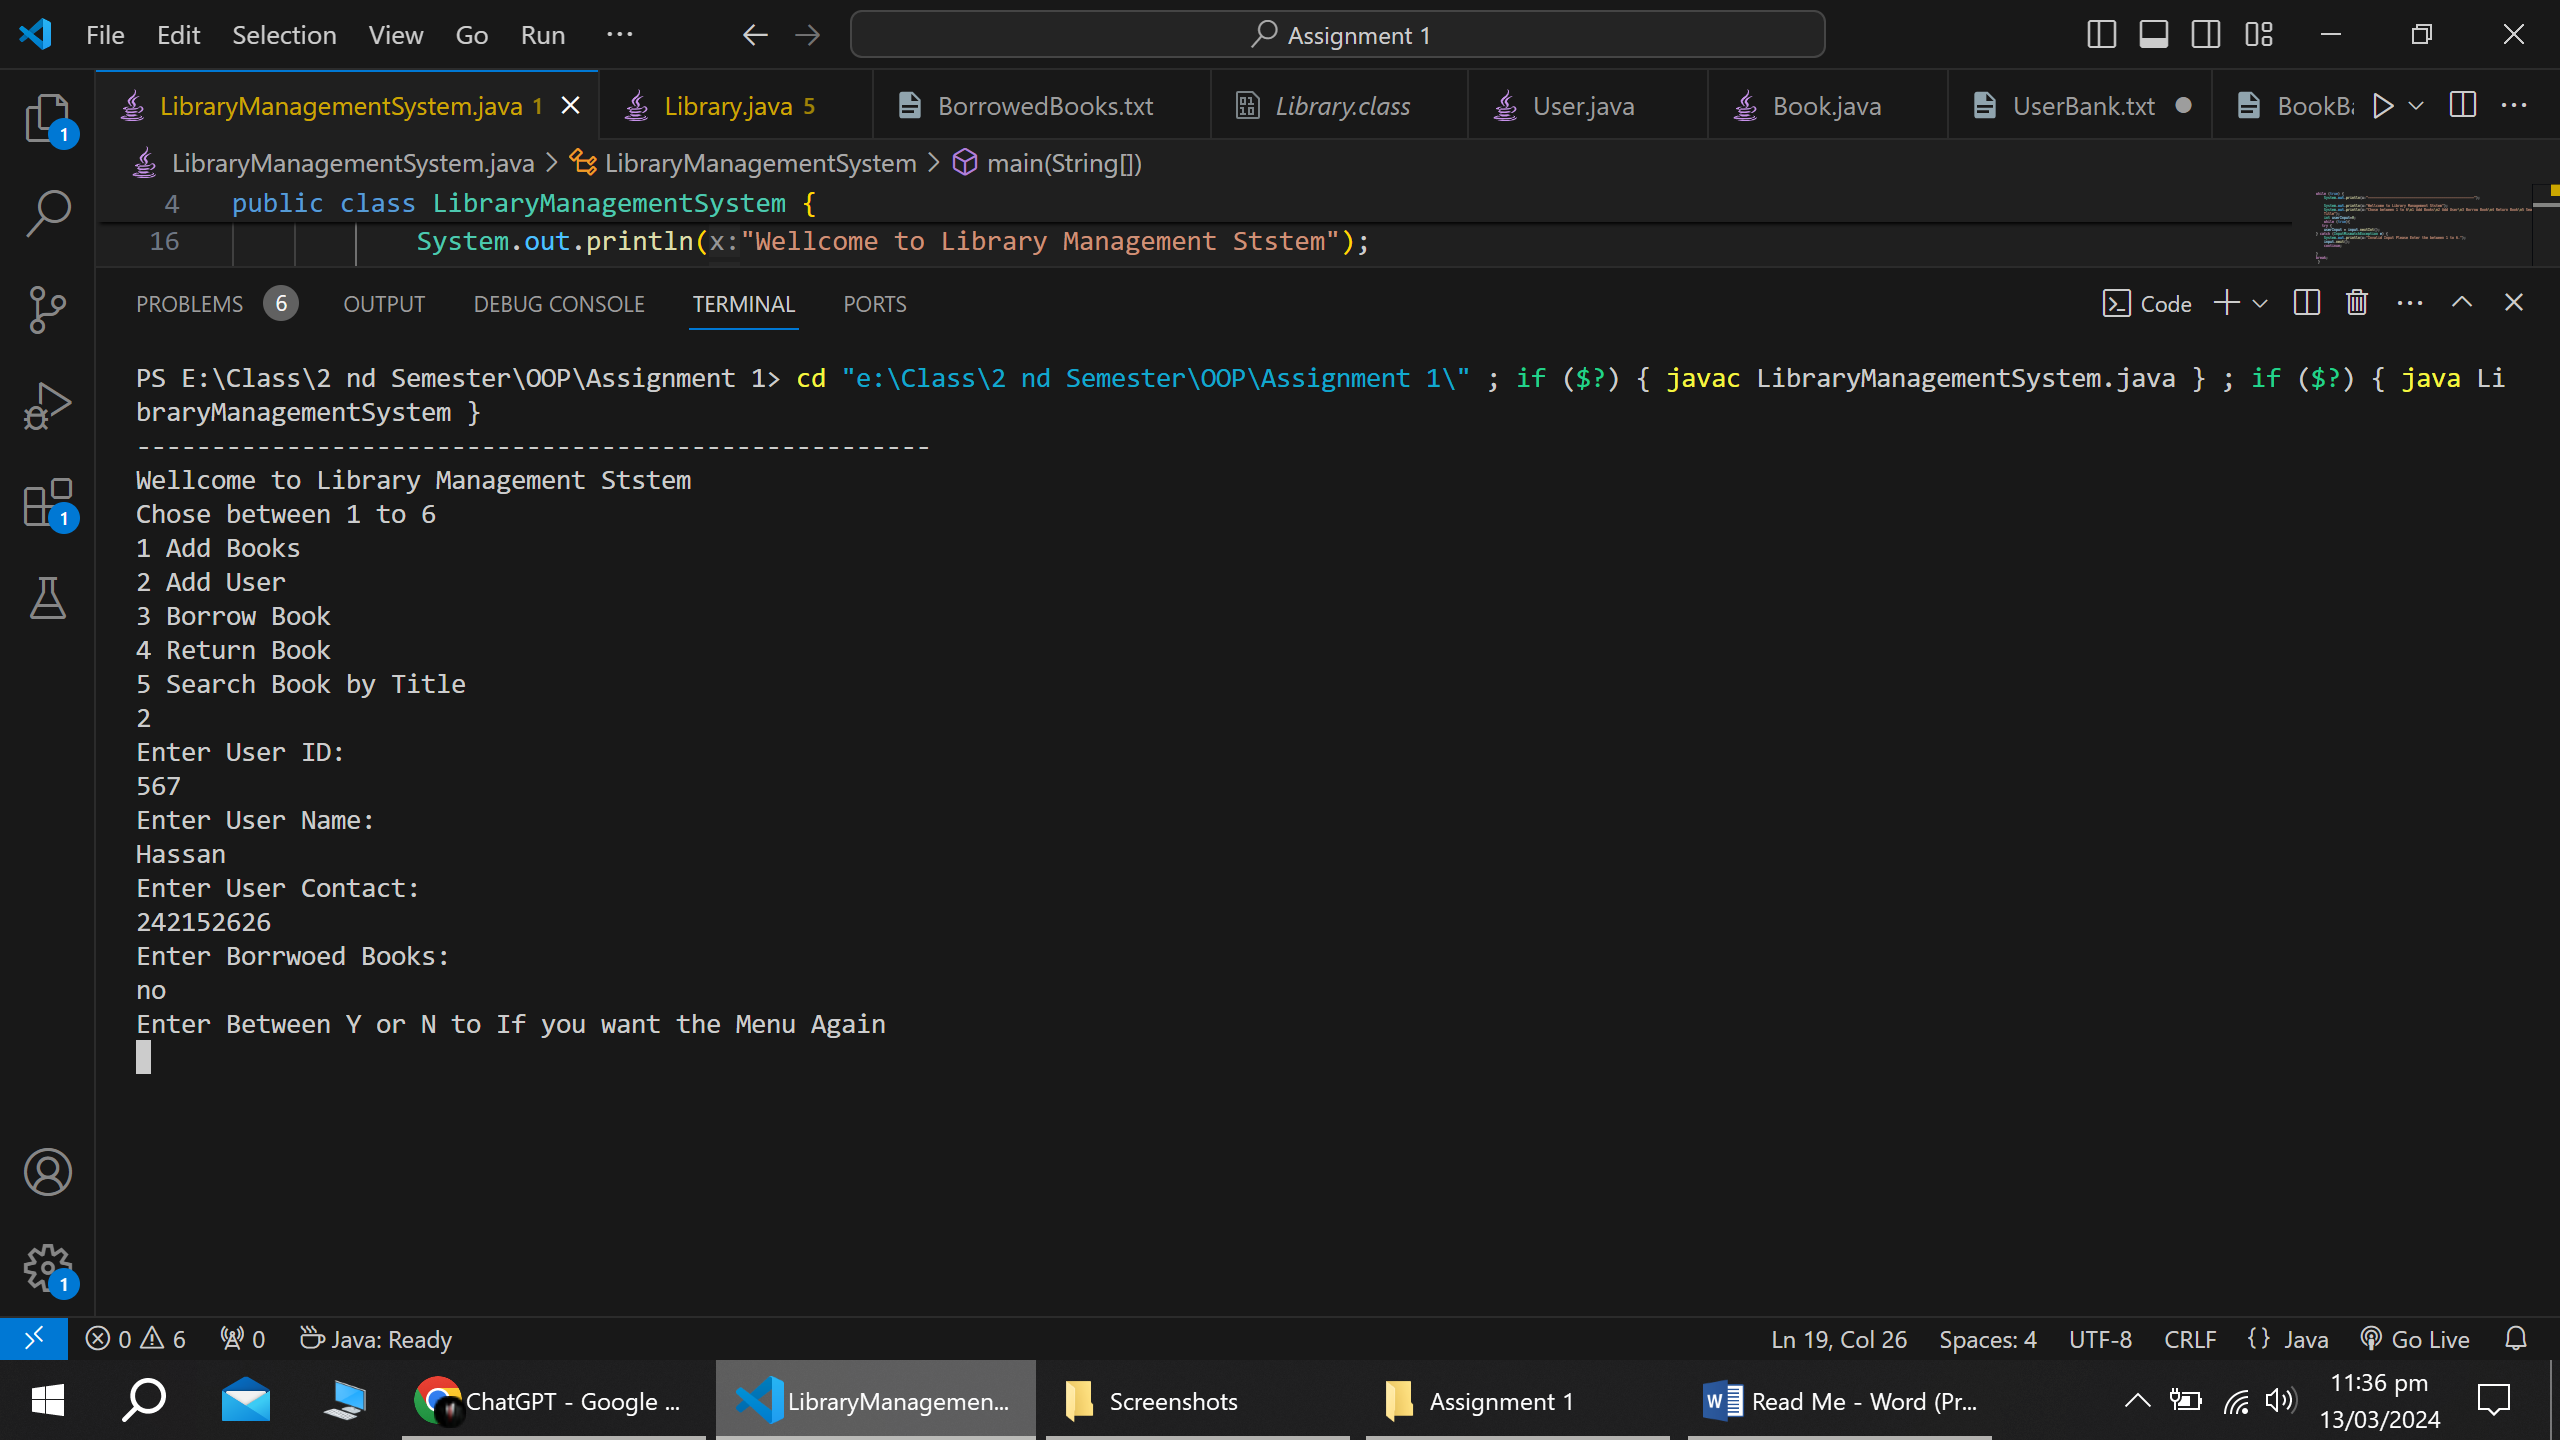 File Edit Selection View Go Run ··· Assignment 1
LibraryManagementSystem.java 1 Library.java 5 BorrowedBooks.txt Library.class User.java Book.java UserBank.txt BookBa
LibraryManagementSystem.java > LibraryManagementSystem > main(String[])
4 public class LibraryManagementSystem {
16 System.out.println(x:"Wellcome to Library Management Ststem");
PROBLEMS 6 OUTPUT DEBUG CONSOLE TERMINAL PORTS Code
PS E:\Class\2 nd Semester\OOP\Assignment 1> cd "e:\Class\2 nd Semester\OOP\Assignment 1\" ; if ($?) { javac LibraryManagementSystem.java } ; if ($?) { java Li
braryManagementSystem }
-----------------------------------------------------
Wellcome to Library Management Ststem
Chose between 1 to 6
1 Add Books
2 Add User
3 Borrow Book
4 Return Book
5 Search Book by Title
2
Enter User ID:
567
Enter User Name:
Hassan
Enter User Contact:
242152626
Enter Borrwoed Books:
no
Enter Between Y or N to If you want the Menu Again
1
1
1
0 6 0 Java: Ready Ln 19, Col 26 Spaces: 4 UTF-8 CRLF {} Java Go Live
ChatGPT - Google ... LibraryManagemen... Screenshots Assignment 1 Read Me - Word (Pr... 11:36 pm
13/03/2024